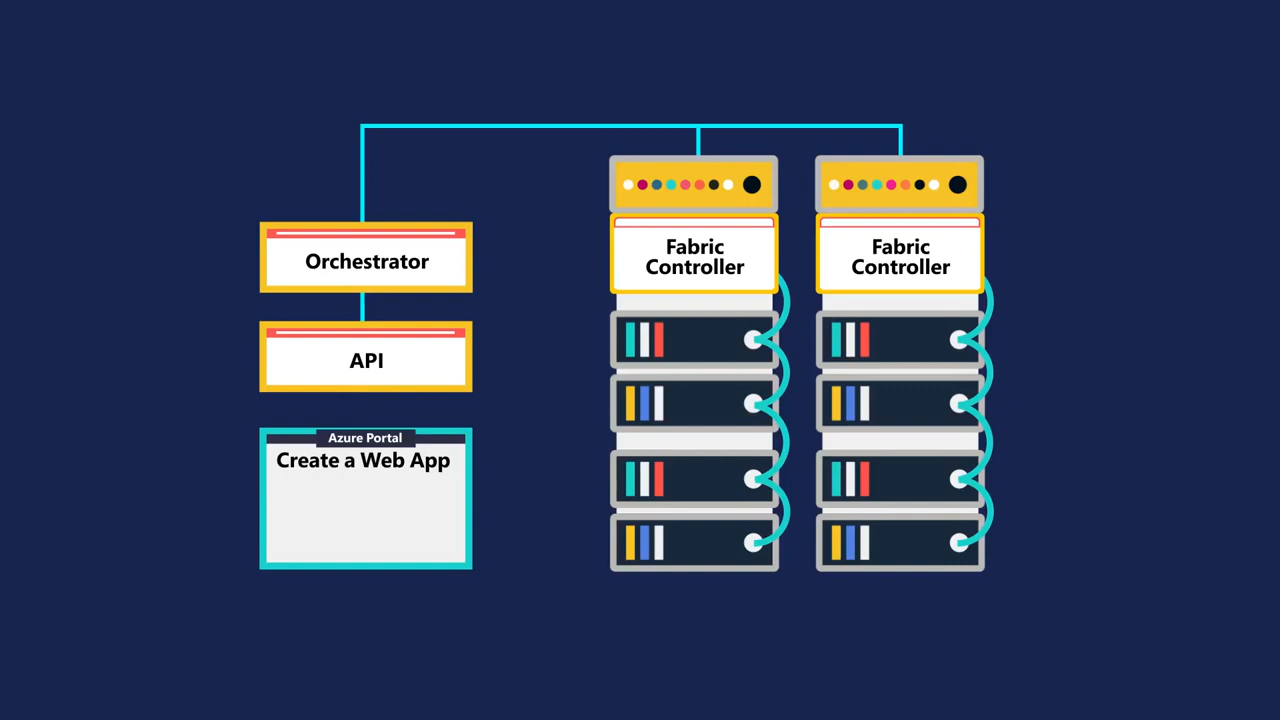 Orchestrator
API
Azure Portal
Create a Web App
Fabric
Controller
Fabric
Controller